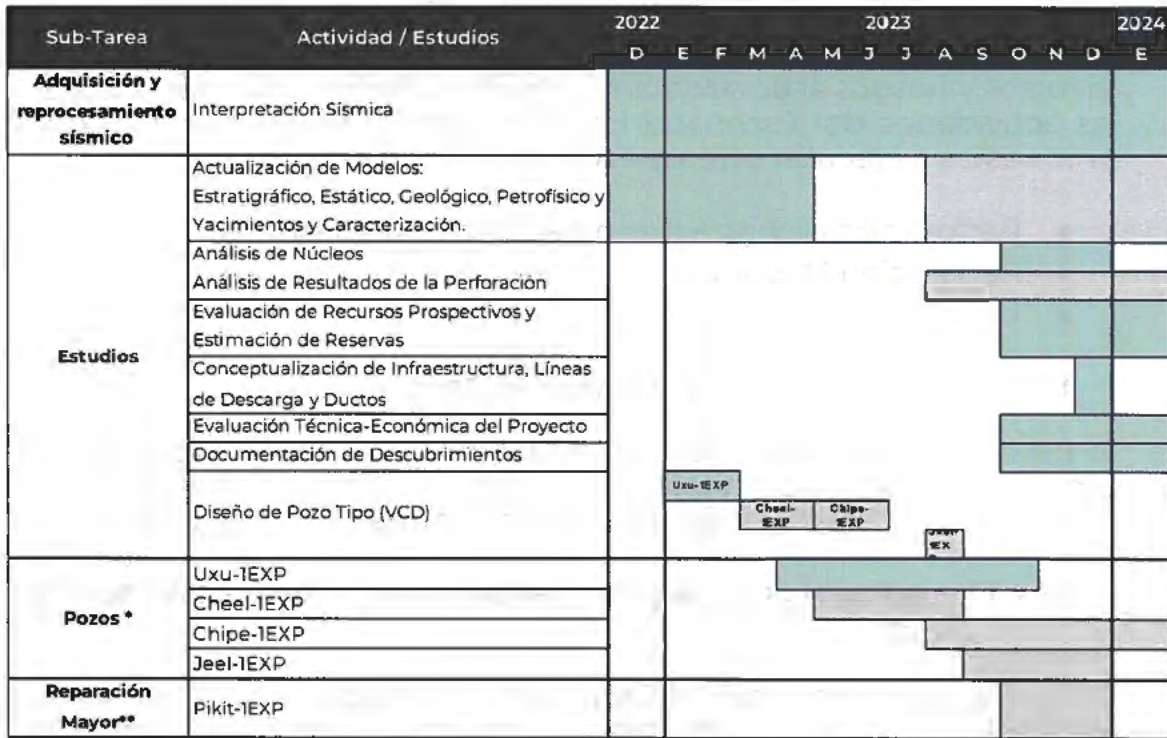 2022 2023 2024
Sub-Tarea Actividad / Estudios
D E F M A M J J A S O N D E
Adquisición y
reprocesamiento
sísmico
Interpretación Sísmica
Estudios
Actualización de Modelos:
Estratigráfico, Estático, Geológico, Petrofísico y
Yacimientos y Caracterización.
Análisis de Núcleos
Análisis de Resultados de la Perforación
Evaluación de Recursos Prospectivos y
Estimación de Reservas
Conceptualización de Infraestructura, Líneas
de Descarga y Ductos
Evaluación Técnica-Económica del Proyecto
Documentación de Descubrimientos
Diseño de Pozo Tipo (VCD)
Uxu-1EXP
Cheel-
1EXP
Chipe-
1EXP
1EX
Pozos *
Uxu-1EXP
Cheel-1EXP
Chipe-1EXP
Jeel-1EXP
Reparación
Mayor**
Pikit-1EXP